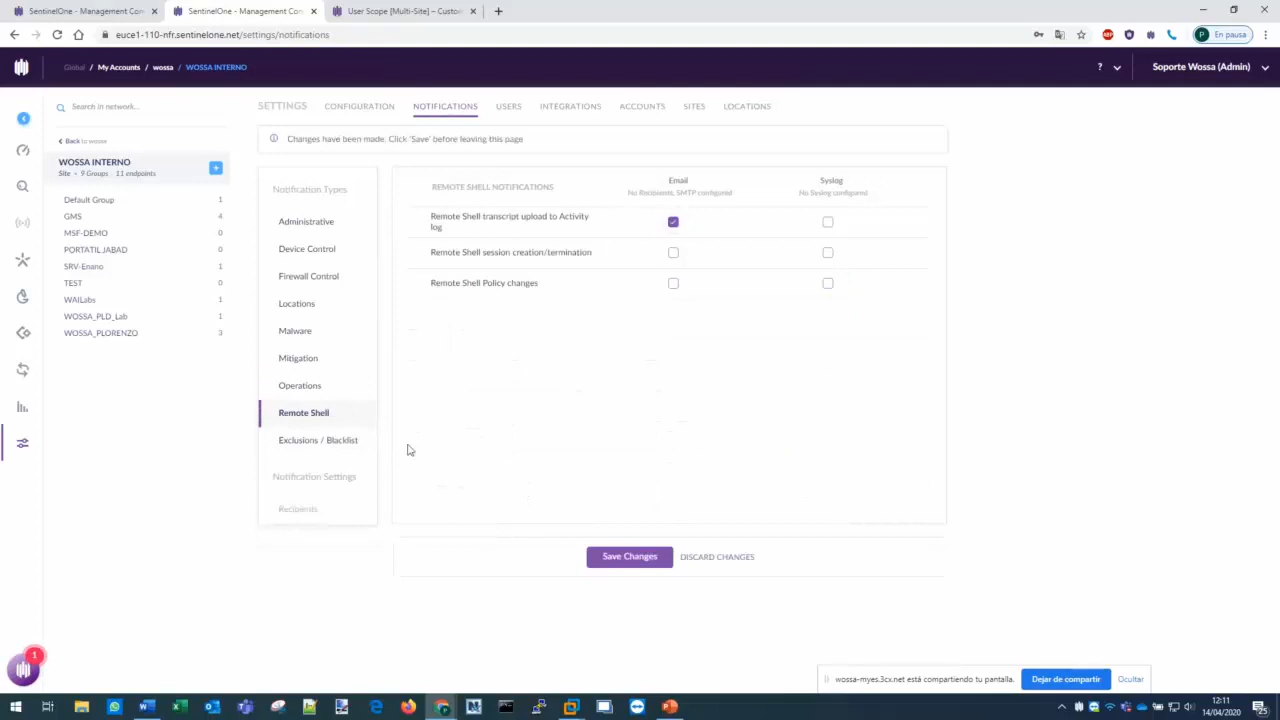 SentinelOne - Management Con
SentinelOne - Management Con
User Scope [Multi-Site] – Custom
euce1-110-nfr.sentinelone.net/settings/notifications
ABP
P
En pausa
Global / My Accounts / wossa / WOSSA INTERNO
?
Soporte Wossa (Admin)
Search in network...
SETTINGS
CONFIGURATION
NOTIFICATIONS
USERS
INTEGRATIONS
ACCOUNTS
SITES
LOCATIONS
Changes have been made. Click 'Save' before leaving this page
Back to wossa
WOSSA INTERNO
Site - 9 Groups 11 endpoints
Default Group 1
GMS 4
MSF-DEMO 0
PORTATIL JABAD 0
SRV-Enano 1
TEST 0
WAILabs 1
WOSSA_PLD_Lab 1
WOSSA_PLORENZO 3
Notification Types
Administrative
Device Control
Firewall Control
Locations
Malware
Mitigation
Operations
Remote Shell
Exclusions / Blacklist
Notification Settings
Recipients
REMOTE SHELL NOTIFICATIONS
Email
No Recipients, SMTP configured
Syslog
No Syslog configured
Remote Shell transcript upload to Activity
log
Remote Shell session creation/termination
Remote Shell Policy changes
Save Changes
DISCARD CHANGES
1
wossa-myes.3cx.net está compartiendo tu pantalla.
Dejar de compartir
Ocultar
12:11
14/04/2020